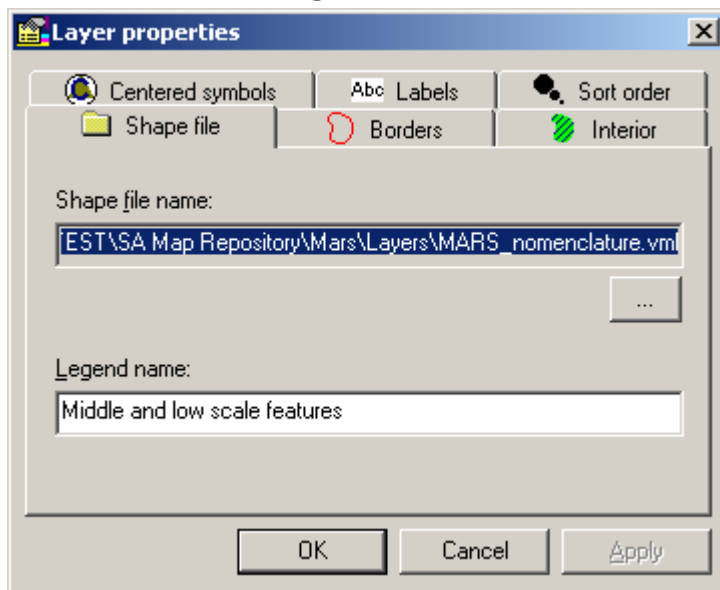 Layer properties
Centered symbols Abc Labels Sort order
Shape file Borders Interior
Shape file name:
EST\SA Map Repository\Mars\Layers\MARS_nomenclature.vml
...
Legend name:
Middle and low scale features
OK Cancel Apply